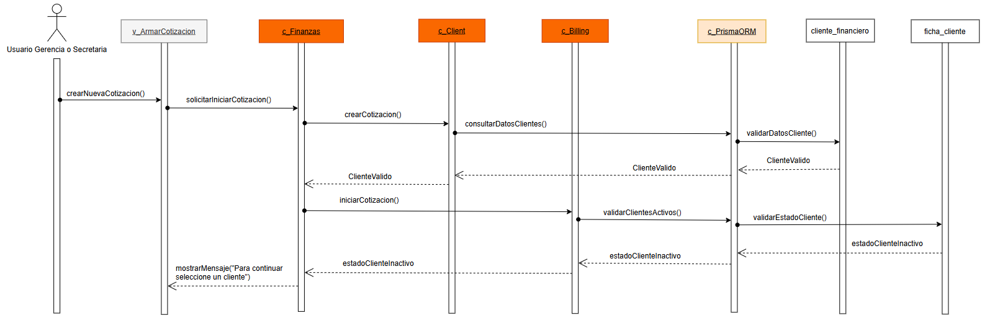 Usuario Gerencia o Secretaria
v_ArmarCotizacion
c_Finanzas
c_Client
c_Billing
c_PrismaORM
cliente_financiero
ficha_cliente
crearNuevaCotizacion()
solicitarIniciarCotizacion()
crearCotizacion()
consultarDatosClientes()
validarDatosCliente()
ClienteValido
ClienteValido
ClienteValido
iniciarCotizacion()
validarClientesActivos()
validarEstadoCliente()
estadoClienteInactivo
estadoClienteInactivo
estadoClienteInactivo
mostrarMensaje("Para continuar
seleccione un cliente")